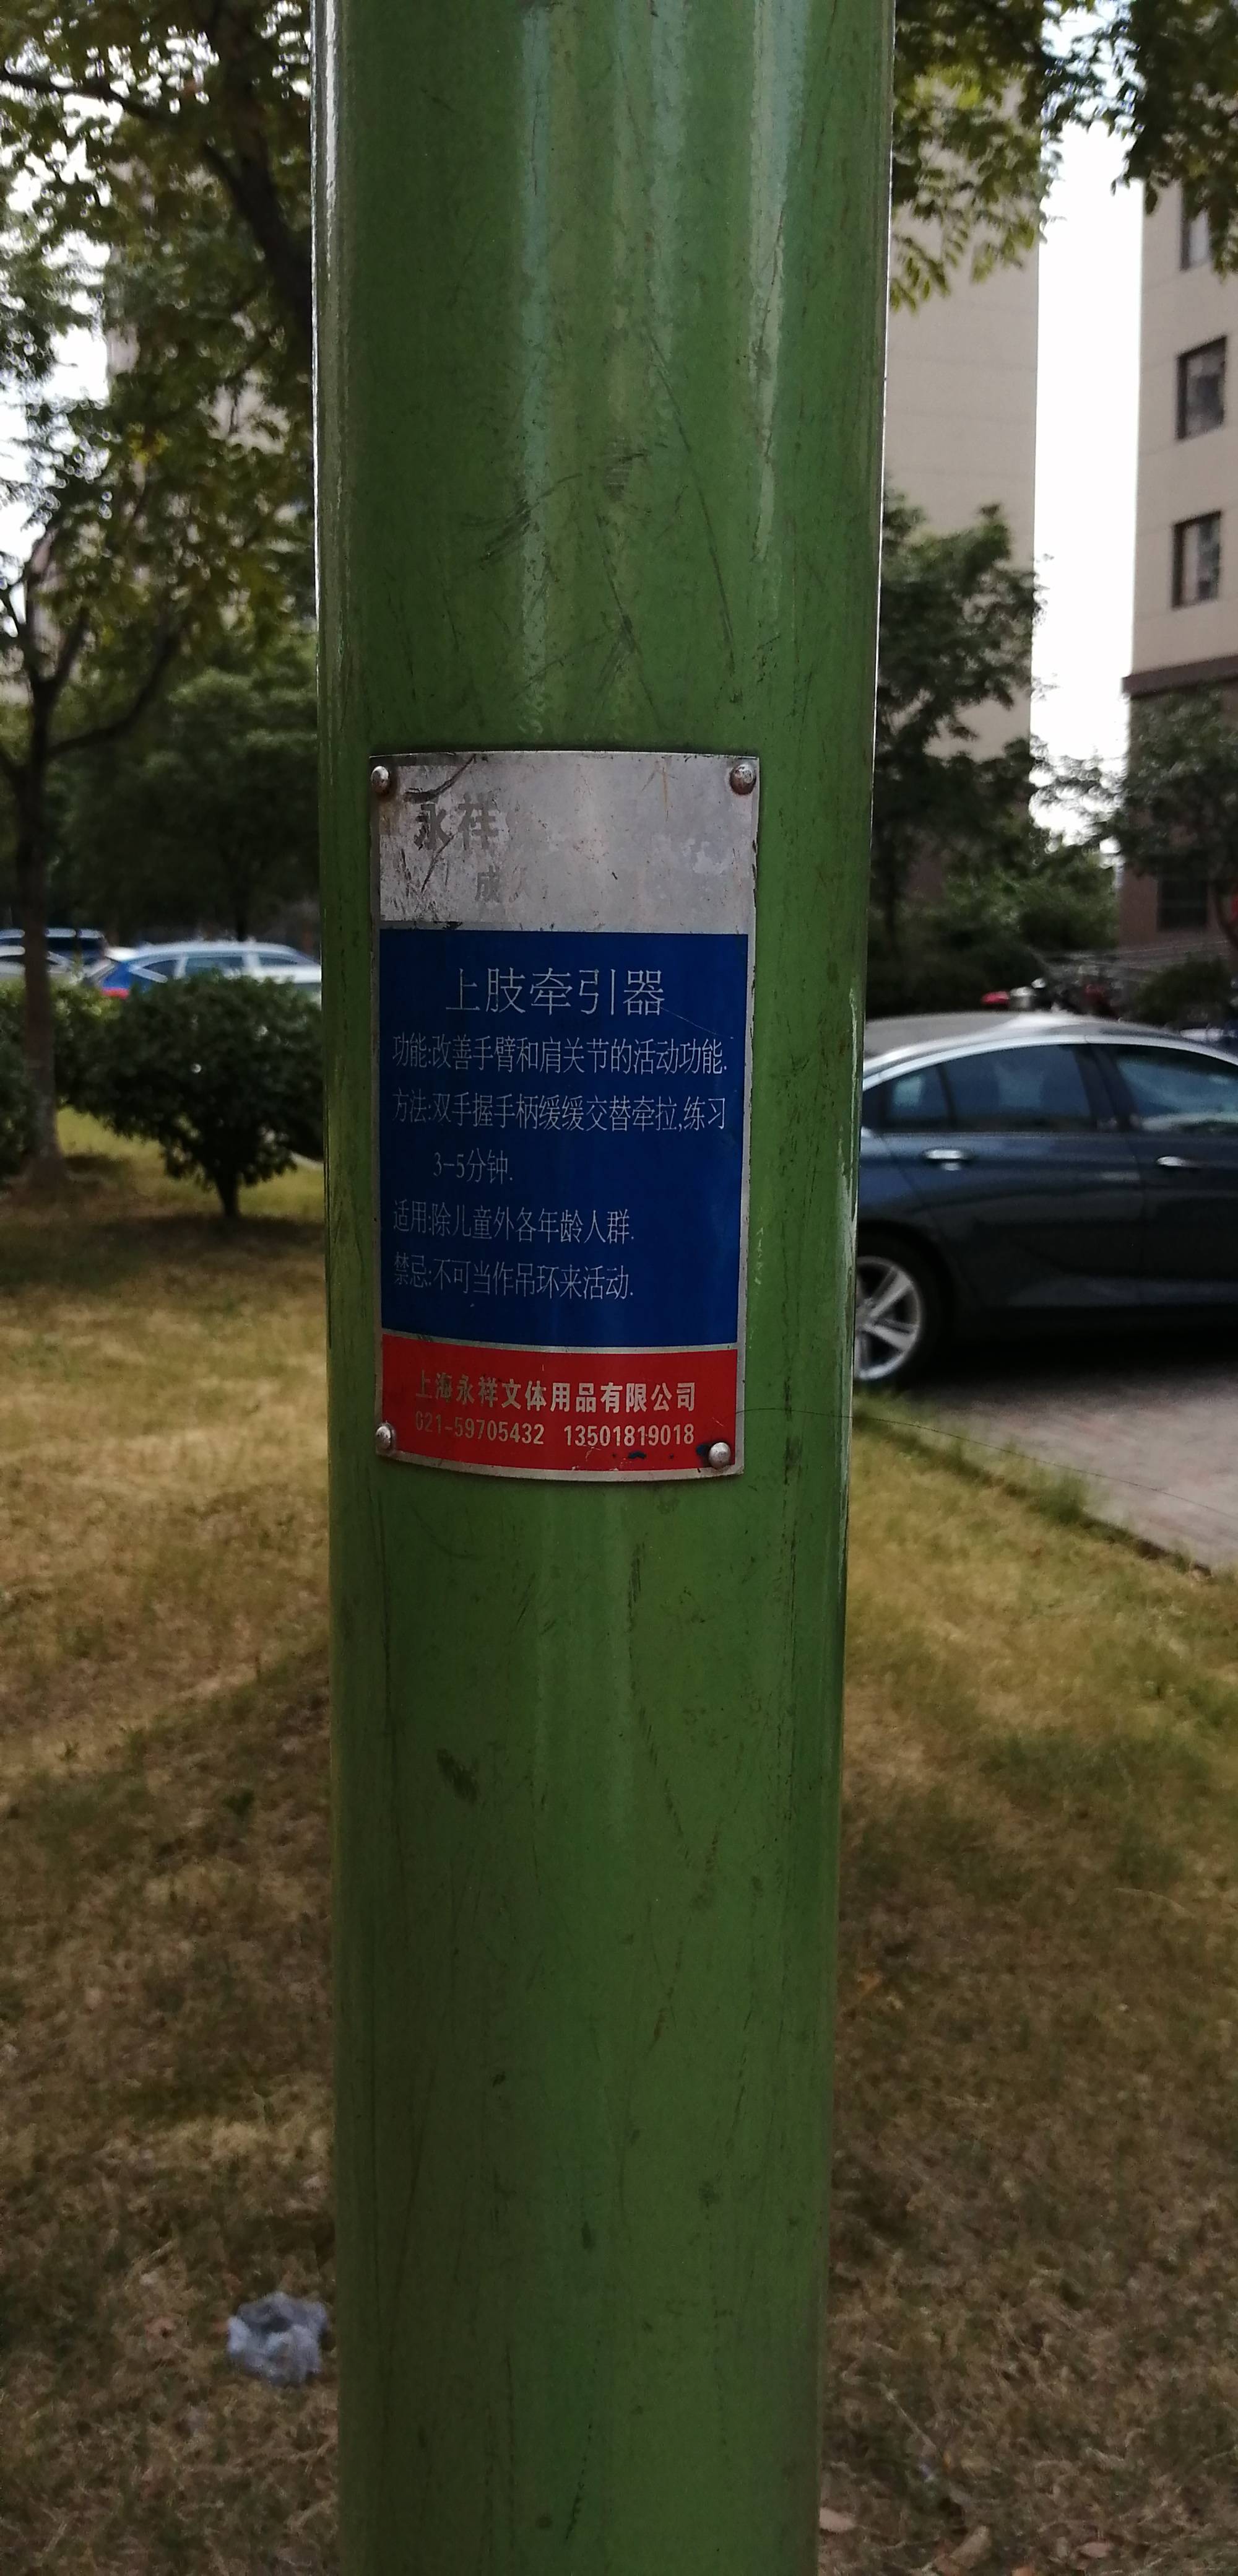 永祥
成
上肢牵引器
功能:改善手臂和肩关节的活动功能.
方法:双手握手柄缓缓交替牵拉,练习
3-5分钟.
适用:除儿童外各年龄人群.
禁忌:不可当作吊环来活动.
上海永祥文体用品有限公司
021-59705432 13501819018